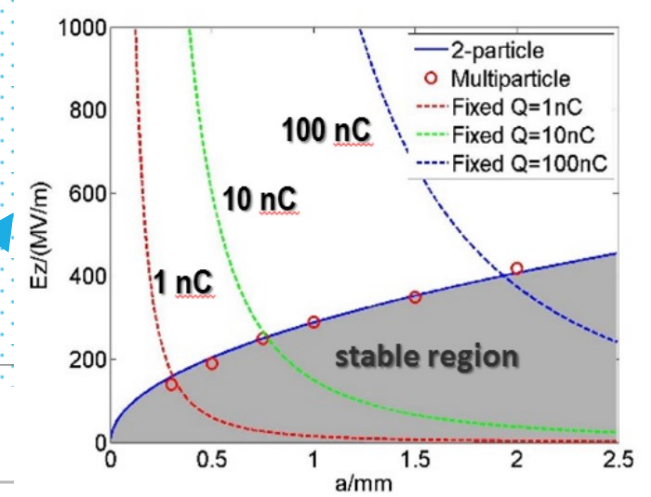 1000
800
600
400
200
0
Ez/(MV/m)
2-particle
Multiparticle
Fixed Q=1nC
Fixed Q=10nC
Fixed Q=100nC
100 nC
10 nC
1 nC
stable region
0 0.5 1 1.5 2 2.5
a/mm